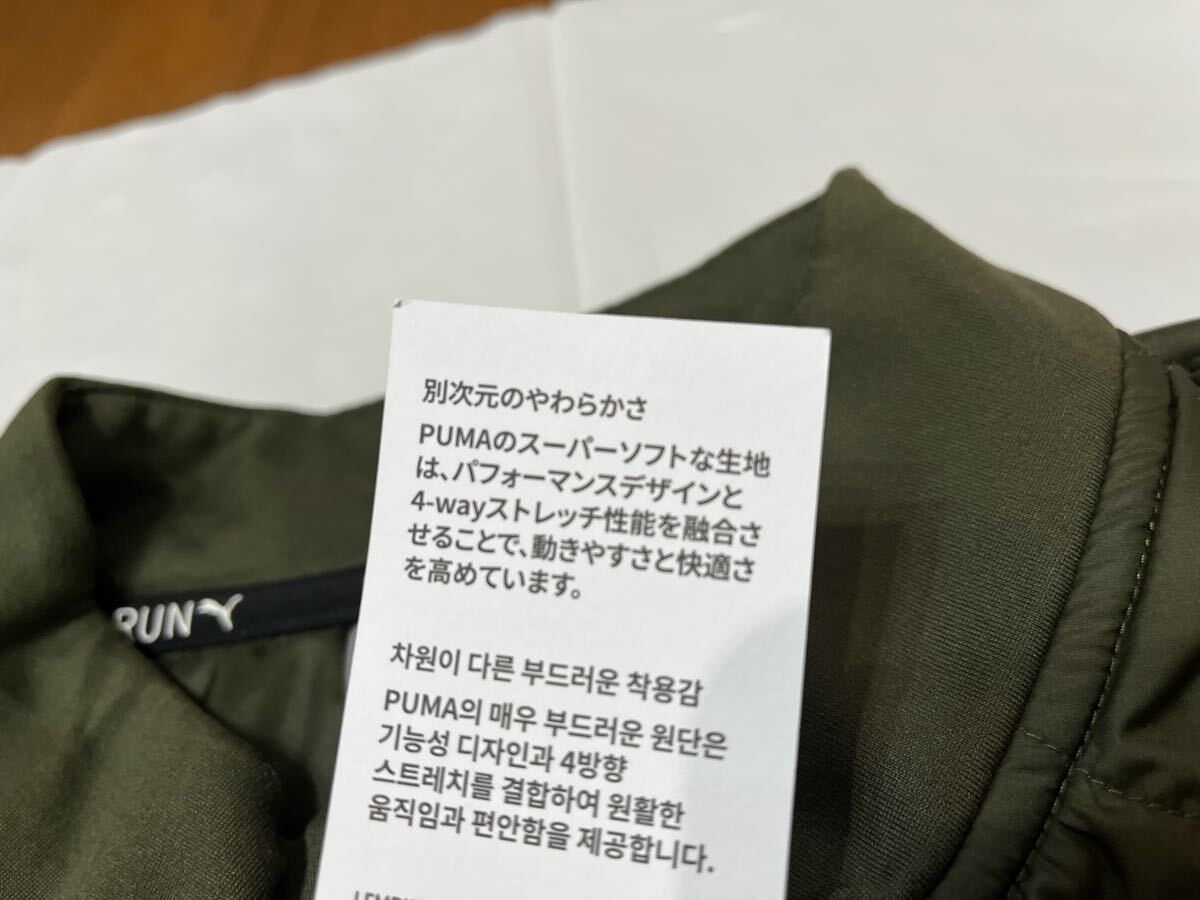 別次元のやわらかさ
PUMAのスーパーソフトな生地
は、パフォーマンスデザインと
4-wayストレッチ性能を融合さ
せることで、動きやすさと快適さ
を高めています。
차원이 다른 부드러운 착용감
PUMA의 매우 부드러운 원단은
기능성 디자인과 4방향
스트레치를 결합하여 원활한
움직임과 편안함을 제공합니다.
RUN